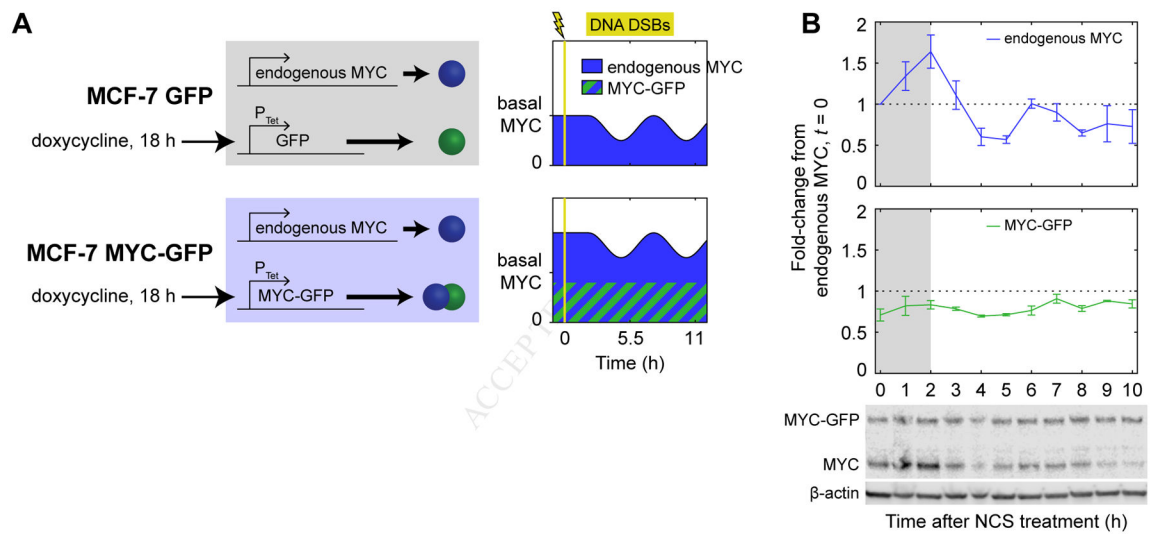 A
MCF-7 GFP
doxycycline, 18 h
endogenous MYC
P_Tet
GFP
DNA DSBs
endogenous MYC
MYC-GFP
basal
MYC
0
MCF-7 MYC-GFP
doxycycline, 18 h
endogenous MYC
P_Tet
MYC-GFP
basal
MYC
0
0 5.5 11
Time (h)
ACCEPT
B
Fold-change from
endogenous MYC, t = 0
2
1.5
1
0.5
0
endogenous MYC
2
1.5
1
0.5
0
MYC-GFP
0 1 2 3 4 5 6 7 8 9 10
MYC-GFP
MYC
β-actin
Time after NCS treatment (h)